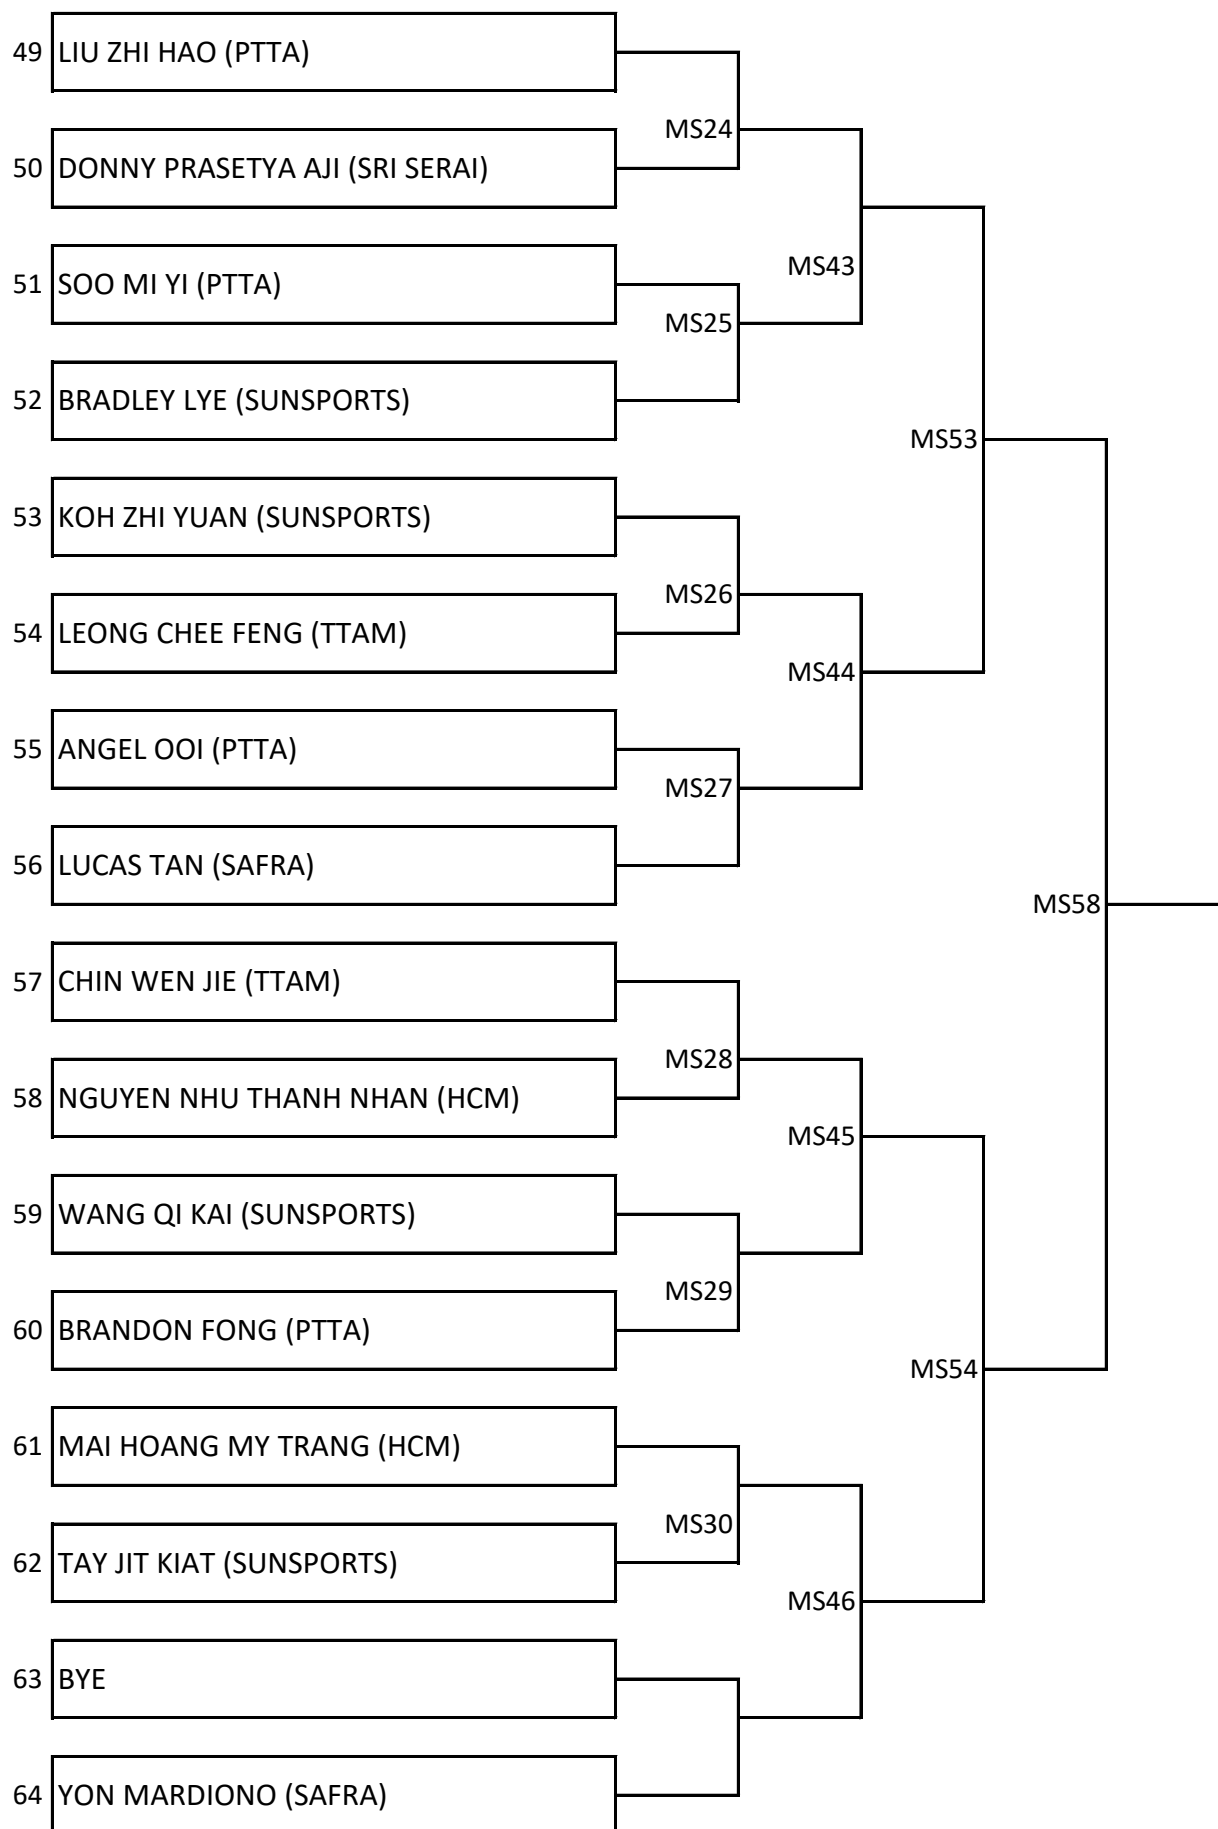 49 LIU ZHI HAO (PTTA)
MS24
50 DONNY PRASETYA AJI (SRI SERAI)
MS43
51 SOO MI YI (PTTA)
MS25
52 BRADLEY LYE (SUNSPORTS)
MS53
53 KOH ZHI YUAN (SUNSPORTS)
MS26
54 LEONG CHEE FENG (TTAM)
MS44
55 ANGEL OOI (PTTA)
MS27
56 LUCAS TAN (SAFRA)
MS58
57 CHIN WEN JIE (TTAM)
MS28
58 NGUYEN NHU THANH NHAN (HCM)
MS45
59 WANG QI KAI (SUNSPORTS)
MS29
60 BRANDON FONG (PTTA)
MS54
61 MAI HOANG MY TRANG (HCM)
MS30
62 TAY JIT KIAT (SUNSPORTS)
MS46
63 BYE
64 YON MARDIONO (SAFRA)